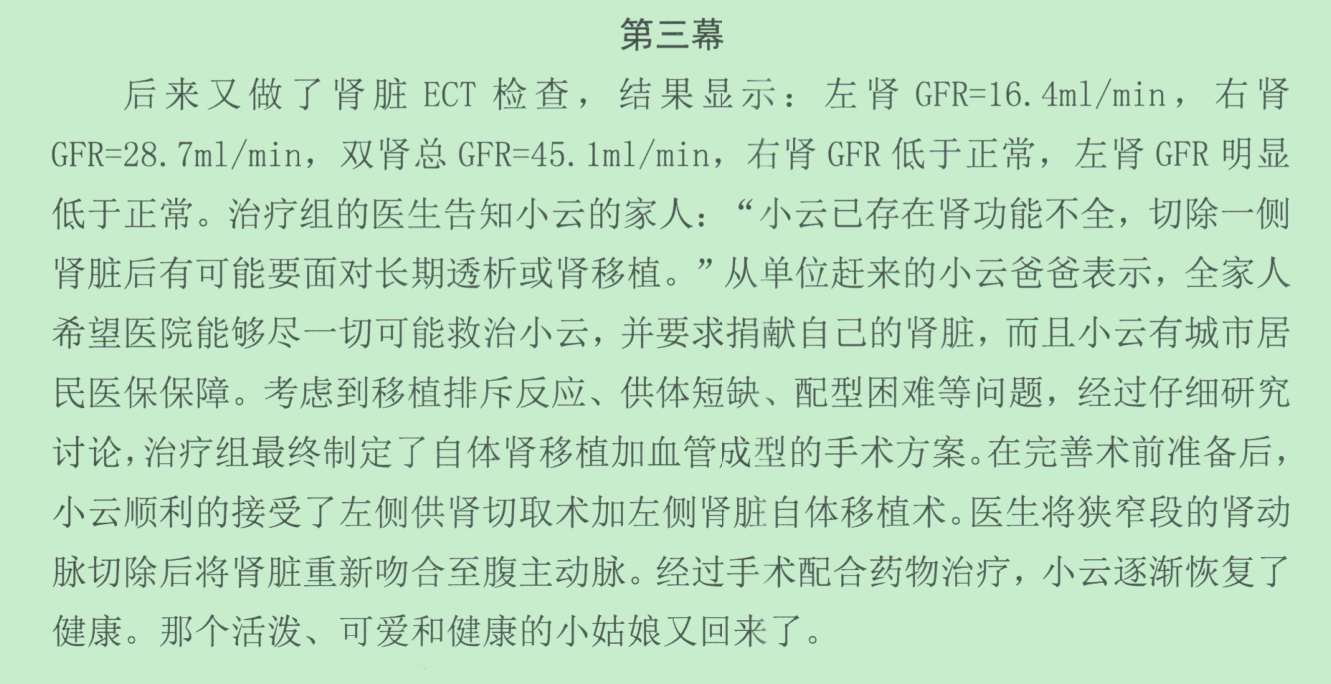 第三幕
后来又做了肾脏 ECT 检查，结果显示：左肾 GFR=16.4ml/min，右肾
GFR=28.7ml/min，双肾总 GFR=45.1ml/min，右肾 GFR 低于正常，左肾 GFR 明显
低于正常。治疗组的医生告知小云的家人：“小云已存在肾功能不全，切除一侧
肾脏后有可能要面对长期透析或肾移植。”从单位赶来的小云爸爸表示，全家人
希望医院能够尽一切可能救治小云，并要求捐献自己的肾脏，而且小云有城市居
民医保保障。考虑到移植排斥反应、供体短缺、配型困难等问题，经过仔细研究
讨论，治疗组最终制定了自体肾移植加血管成型的手术方案。在完善术前准备后，
小云顺利的接受了左侧供肾切取术加左侧肾脏自体移植术。医生将狭窄段的肾动
脉切除后将肾脏重新吻合至腹主动脉。经过手术配合药物治疗，小云逐渐恢复了
健康。那个活泼、可爱和健康的小姑娘又回来了。